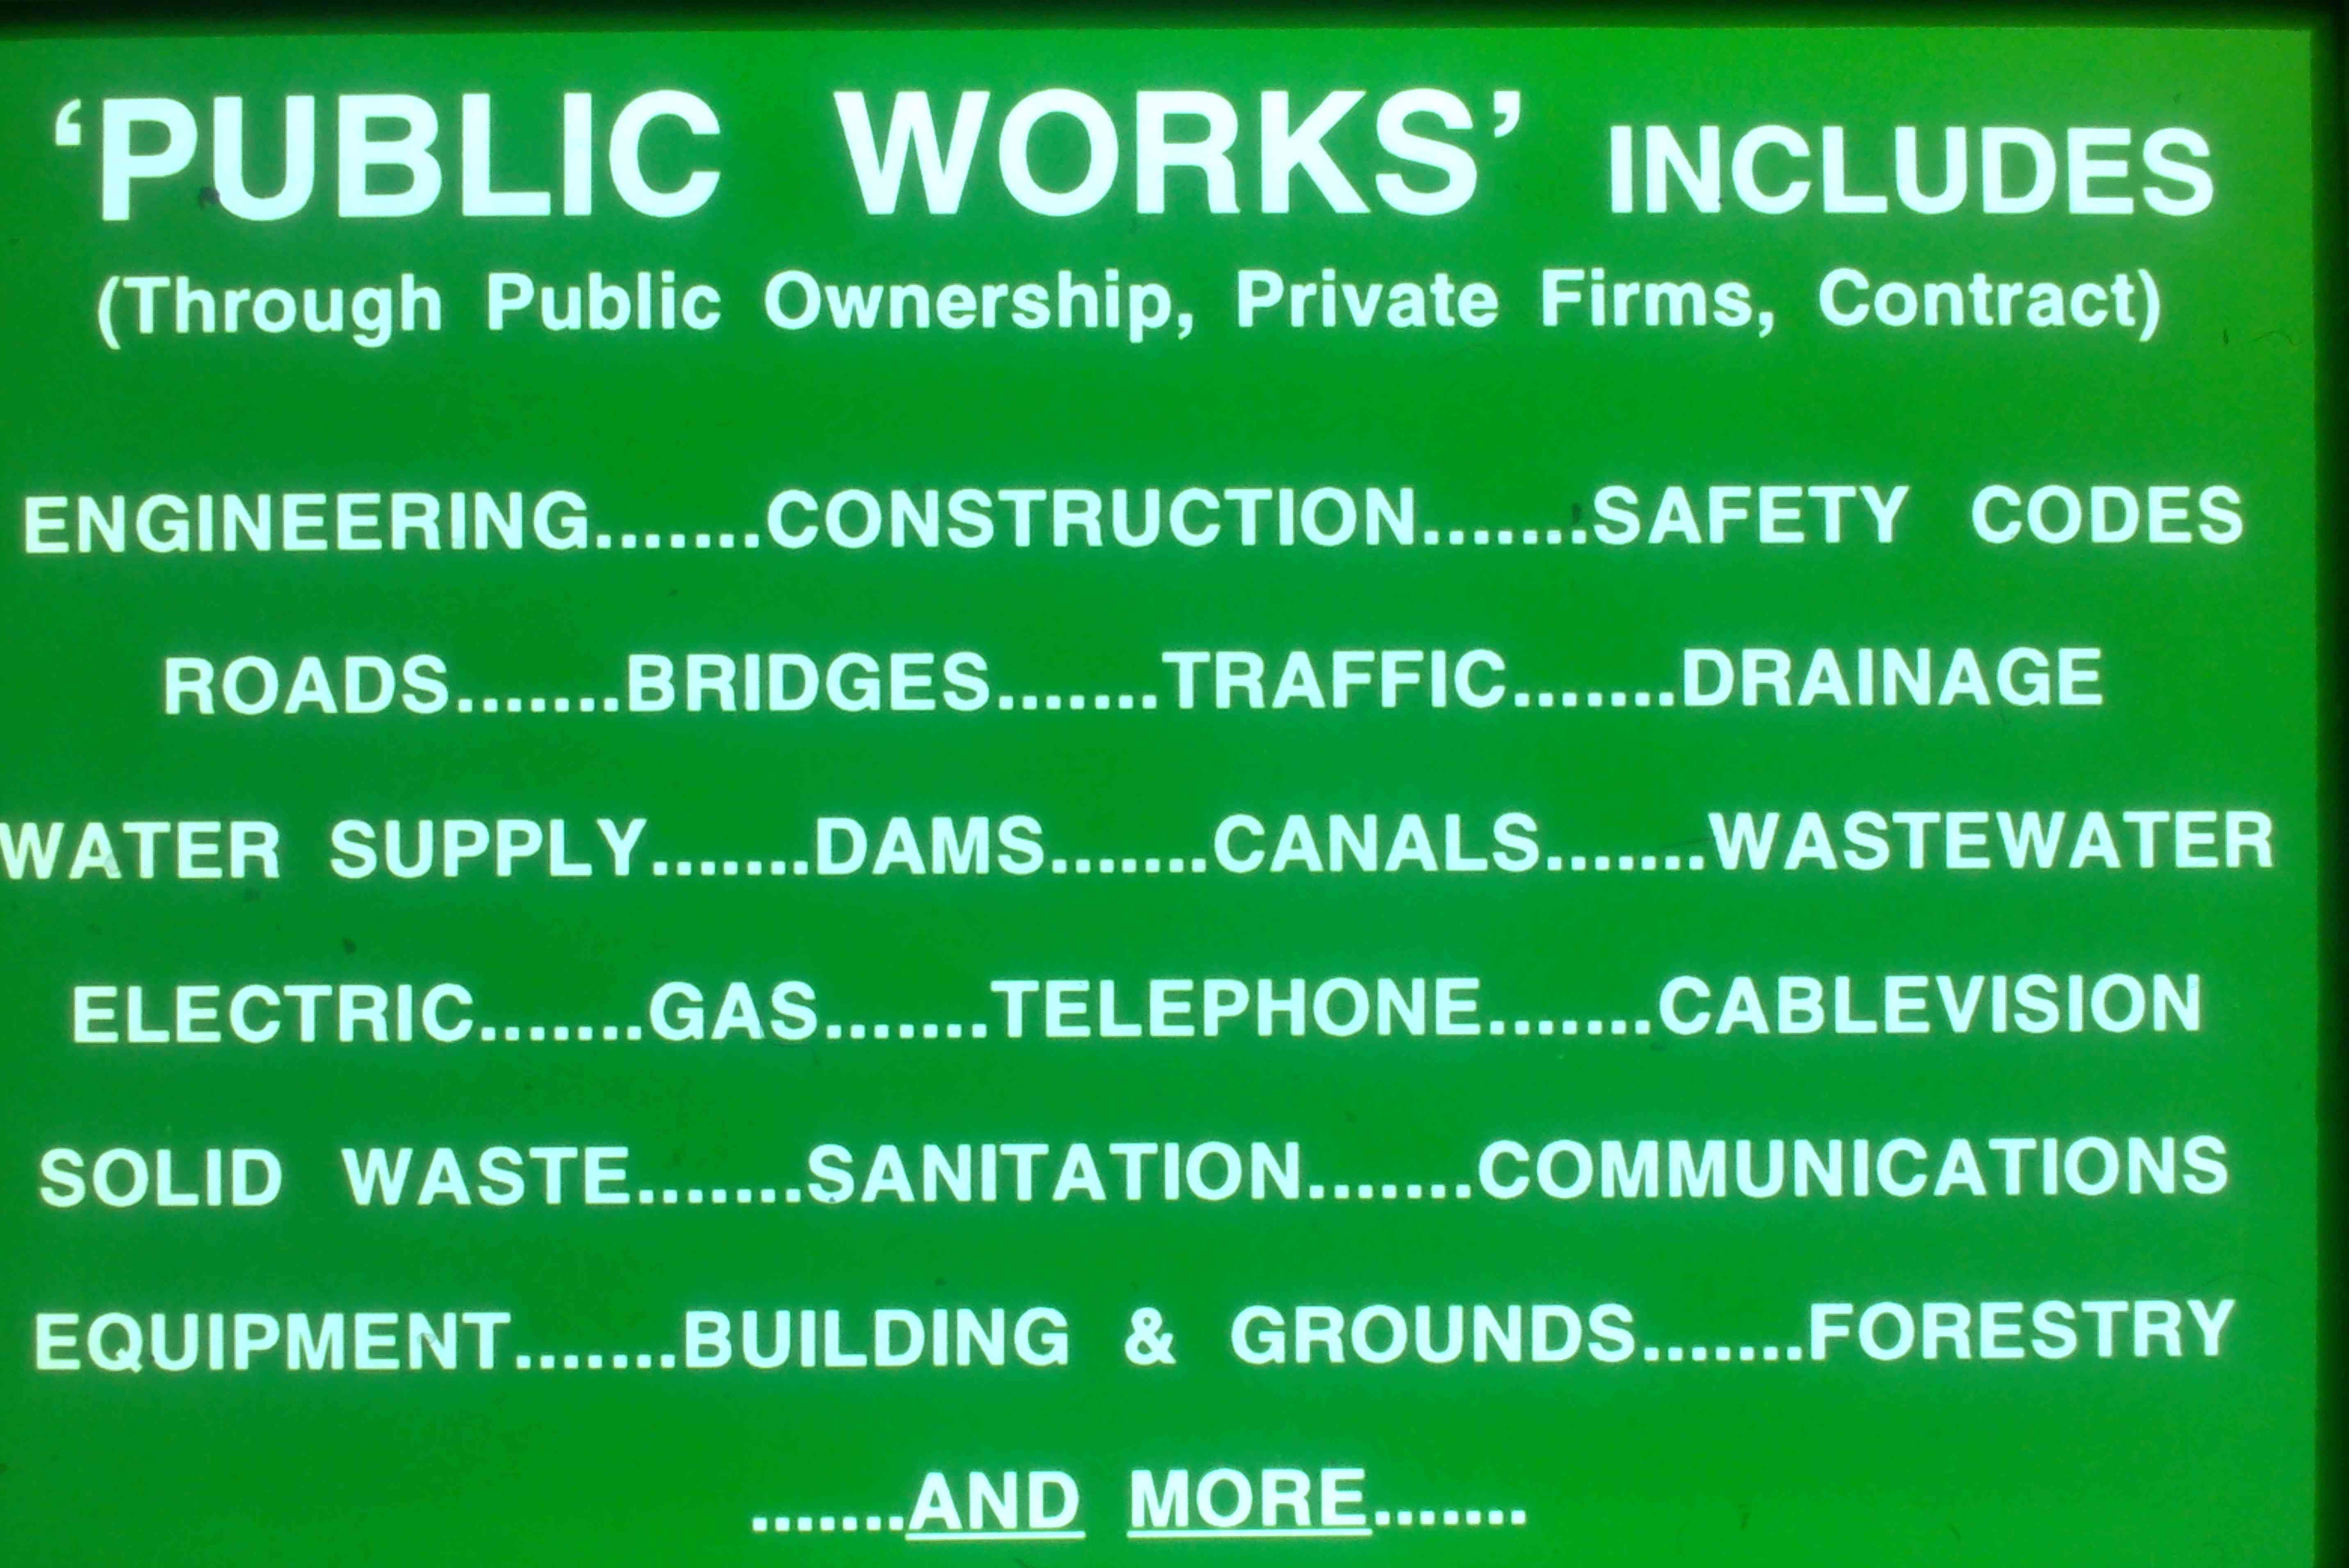 ‘PUBLIC WORKS’ INCLUDES
(Through Public Ownership, Private Firms, Contract)
ENGINEERING.......CONSTRUCTION.......SAFETY CODES
ROADS.......BRIDGES.......TRAFFIC.......DRAINAGE
WATER SUPPLY.......DAMS.......CANALS.......WASTEWATER
ELECTRIC.......GAS.......TELEPHONE.......CABLEVISION
SOLID WASTE.......SANITATION.......COMMUNICATIONS
EQUIPMENT.......BUILDING & GROUNDS.......FORESTRY
.......AND MORE.......